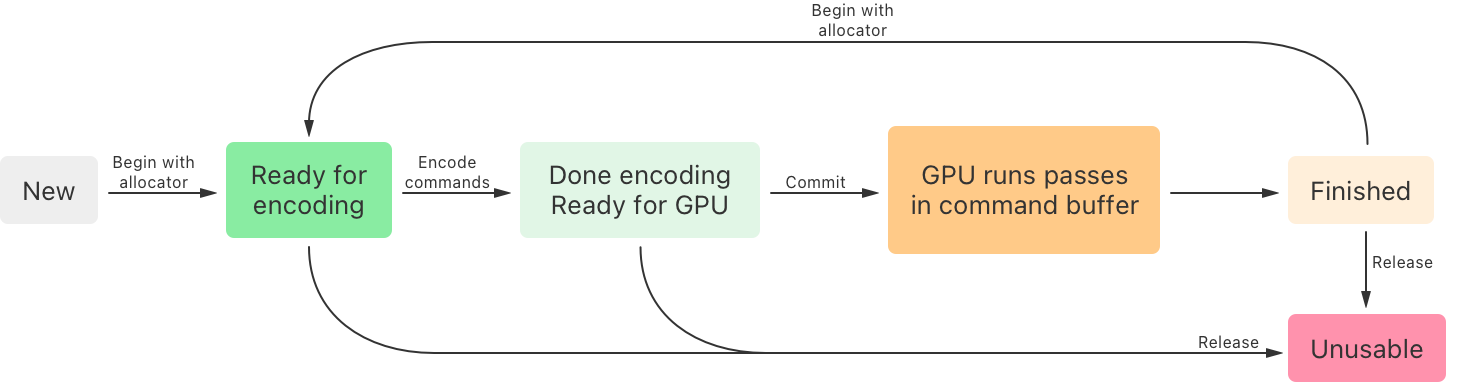 Begin with
allocator
New
Begin with
allocator
Ready for
encoding
Encode
commands
Done encoding
Ready for GPU
Commit
GPU runs passes
in command buffer
Finished
Release
Release
Unusable